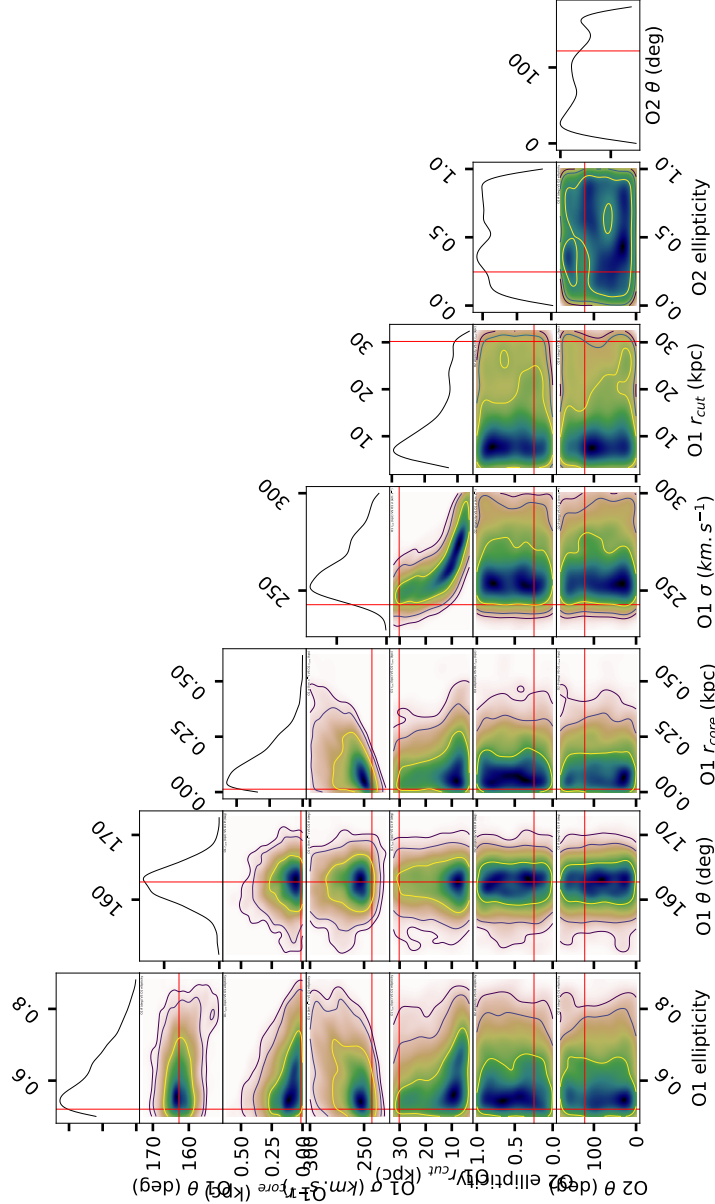 100
0
O2 θ (deg)
1.0
0.5
0.0
O2 ellipticity
30
20
10
O1 r_cut (kpc)
300
250
O1 σ (km.s⁻¹)
0.50
0.25
0.00
O1 r_core (kpc)
170
160
O1 θ (deg)
0.8
0.6
O1 ellipticity
170
160
O1 θ (deg)
0.50
0.25
0.00
O1 r_core (kpc)
300
250
O1 σ (km.s⁻¹)
30
20
10
O1 r_cut (kpc)
1.0
0.5
0.0
O2 ellipticity
100
0
O2 θ (deg)